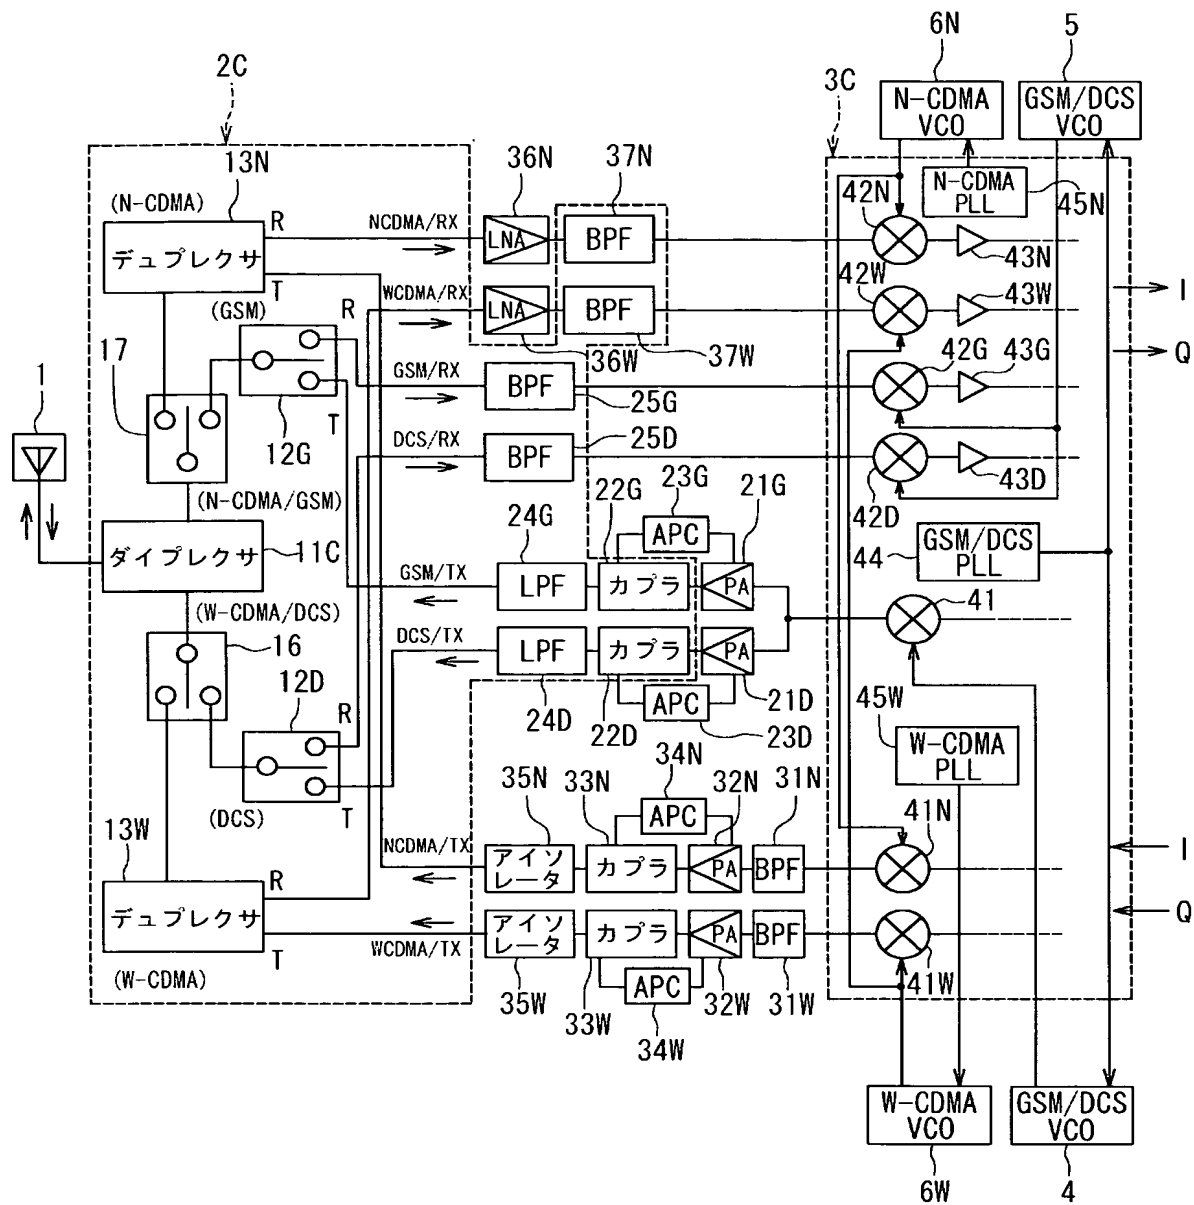 6N
5
2C
3C
N-CDMA
VCO
GSM/DCS
VCO
13N
36N
37N
(N-CDMA)
R
NCDMA/RX
LNA
BPF
42N
N-CDMA
PLL
45N
デュプレクサ
43N
T
WCDMA/RX
42W
43W
I
(GSM)
R
LNA
BPF
17
36W
37W
42G
43G
Q
1
GSM/RX
BPF
25G
T
12G
DCS/RX
BPF
25D
43D
42D
(N-CDMA/GSM)
24G
22G
23G
21G
APC
ダイプレクサ
11C
44
GSM/DCS
PLL
GSM/TX
LPF
カプラ
PA
41
(W-CDMA/DCS)
16
DCS/TX
LPF
カプラ
PA
12D
R
24D
22D
APC
21D
23D
45W
W-CDMA
PLL
(DCS)
T
35N
33N
34N
32N
31N
APC
41N
13W
NCDMA/TX
アイソ
レータ
カプラ
PA
BPF
I
R
デュプレクサ
T
WCDMA/TX
アイソ
レータ
カプラ
PA
BPF
Q
(W-CDMA)
35W
33W
APC
34W
32W
31W
41W
W-CDMA
VCO
GSM/DCS
VCO
6W
4